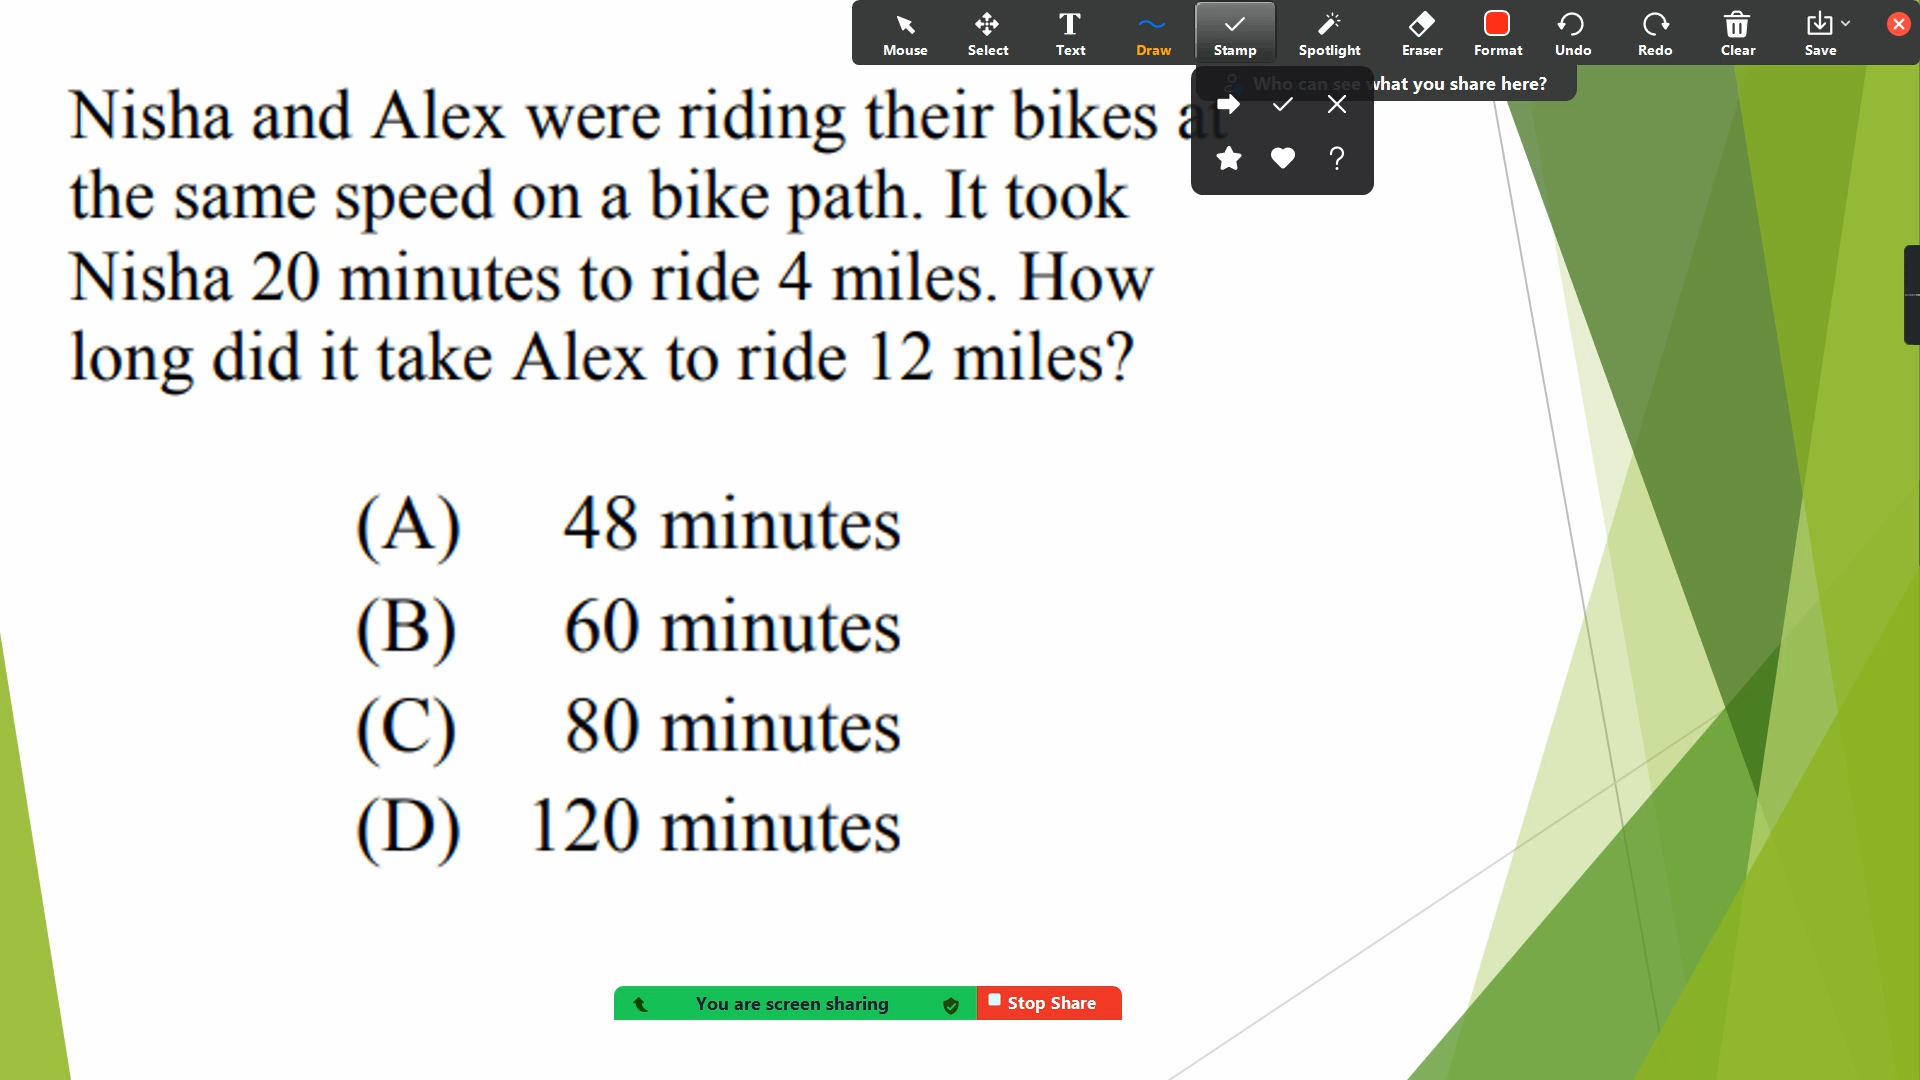 Mouse Select Text Draw Stamp Spotlight Eraser Format Undo Redo Clear Save
Who can see what you share here?
Nisha and Alex were riding their bikes at
the same speed on a bike path. It took
Nisha 20 minutes to ride 4 miles. How
long did it take Alex to ride 12 miles?
(A) 48 minutes
(B) 60 minutes
(C) 80 minutes
(D) 120 minutes
You are screen sharing Stop Share